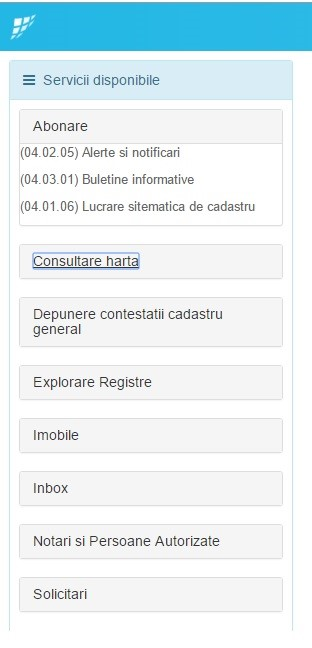 Servicii disponibile
Abonare
(04.02.05) Alerte si notificari
(04.03.01) Buletine informative
(04.01.06) Lucrare sitematica de cadastru
Consultare harta
Depunere contestatii cadastru
general
Explorare Registre
Imobile
Inbox
Notari si Persoane Autorizate
Solicitari